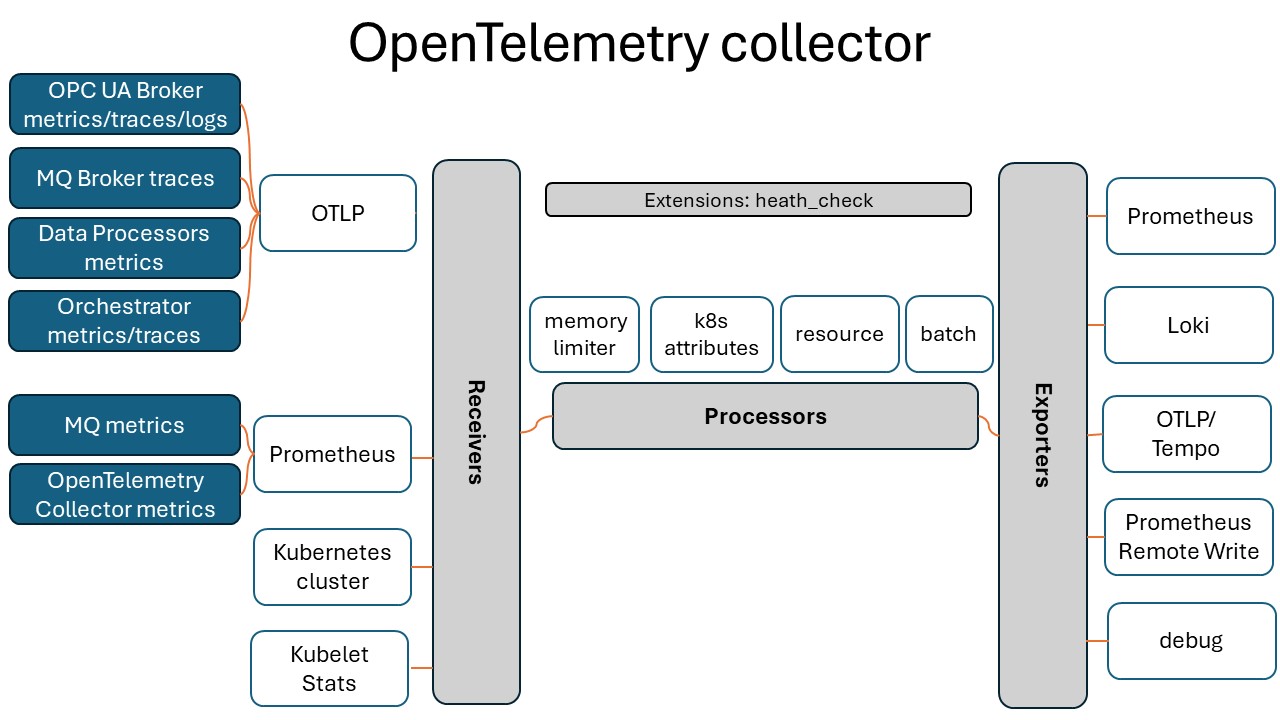 OpenTelemetry collector
OPC UA Broker
metrics/traces/logs
MQ Broker traces
Data Processors
metrics
Orchestrator
metrics/traces
MQ metrics
OpenTelemetry
Collector metrics
OTLP
Prometheus
Kubernetes
cluster
Kubelet
Stats
Receivers
Extensions: heath_check
memory
limiter
k8s
attributes
resource
batch
Processors
Exporters
Prometheus
Loki
OTLP/
Tempo
Prometheus
Remote Write
debug